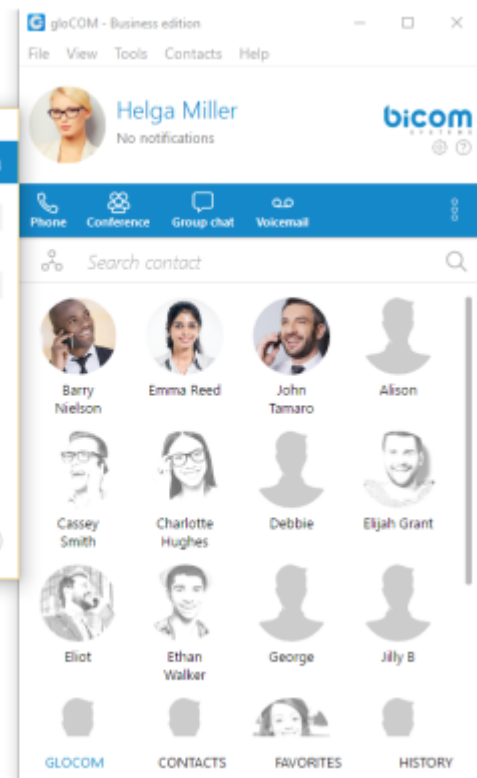 gloCOM - Business edition
File View Tools Contacts Help
Helga Miller
No notifications
bicom
SYSTEMS
Phone Conference Group chat Voicemail
Search contact
Barry Nielson
Emma Reed
John Tamaro
Alison
Cassey Smith
Charlotte Hughes
Debbie
Elijah Grant
Eliot
Ethan Walker
George
Jilly B
GLOCOM CONTACTS FAVORITES HISTORY